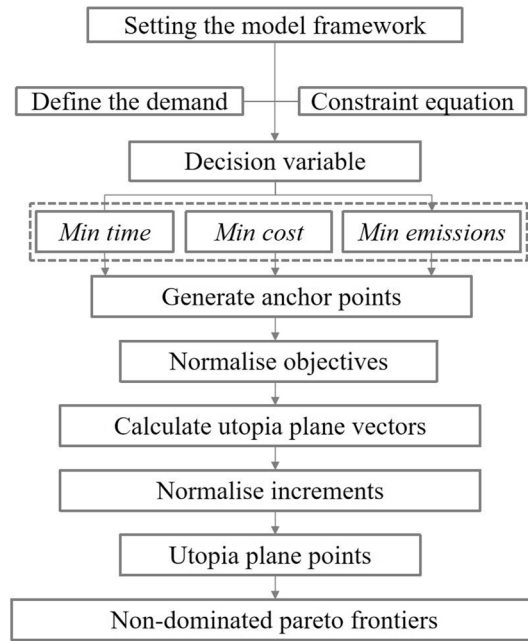 Setting the model framework
Define the demand
Constraint equation
Decision variable
Min time
Min cost
Min emissions
Generate anchor points
Normalise objectives
Calculate utopia plane vectors
Normalise increments
Utopia plane points
Non-dominated pareto frontiers